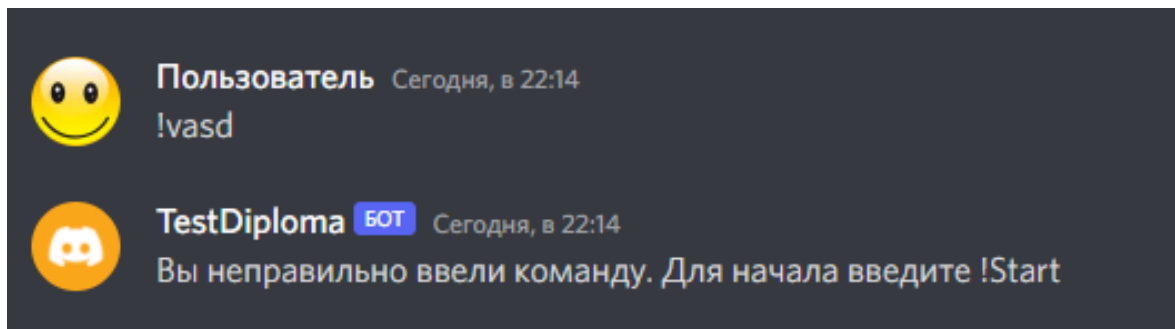 Пользователь Сегодня, в 22:14
!vasd
TestDiploma БОТ Сегодня, в 22:14
Вы неправильно ввели команду. Для начала введите !Start